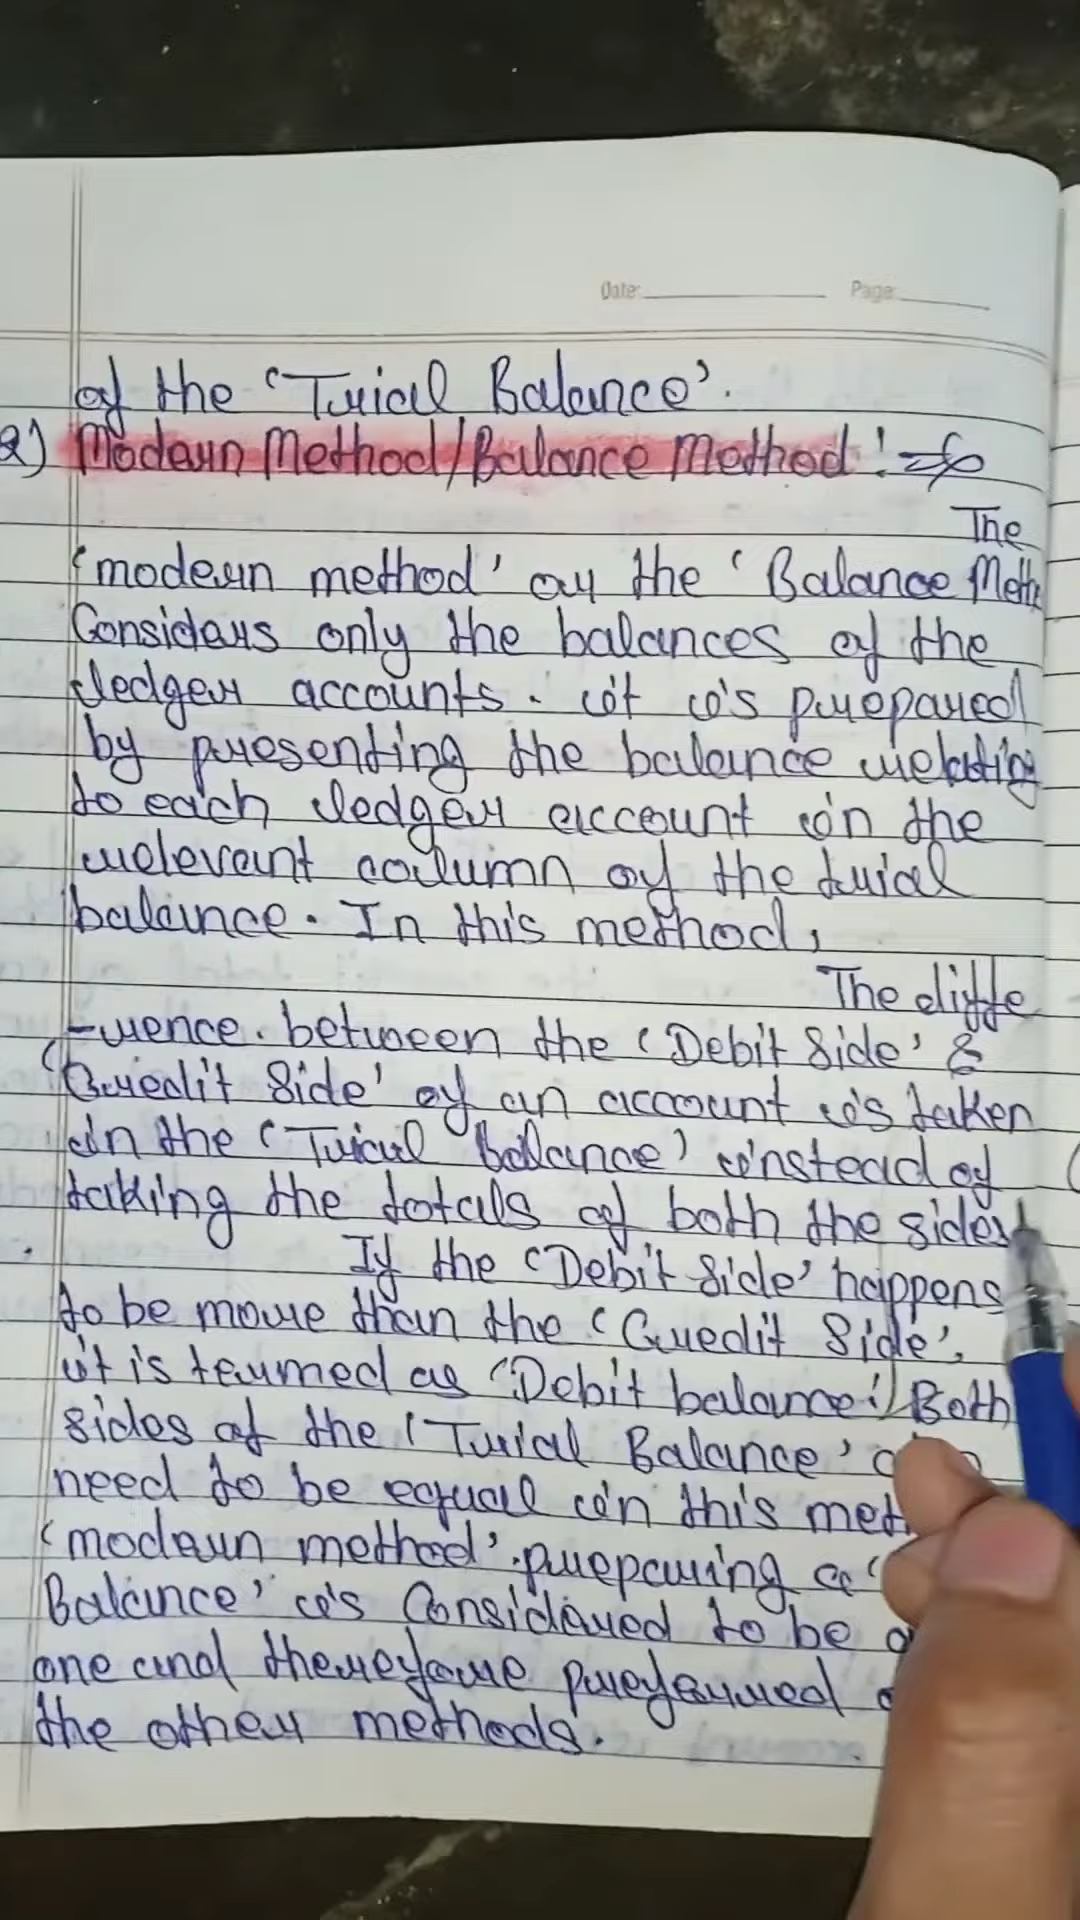 Date: Page:
of the 'Trial Balance'.
2) Modern Method/Balance Method :-
The
'modern method' or the 'Balance Meth
Considers only the balances of the
ledger accounts. it is prepared
by presenting the balance relating
to each ledger account in the
relevant column of the trial
balance. In this method,
The diffe
-rence. between the 'Debit Side' &
'Credit Side' of an account is taken
in the 'Trial balance' instead of
taking the totals of both the sides
If the 'Debit Side' happens
to be more than the 'Credit Side',
it is termed as 'Debit balance'. Both
sides of the 'Trial Balance'
need to be equal in this met
'modern method'. preparing a '
Balance' is Considered to be
one and therefore preferred
the other methods.